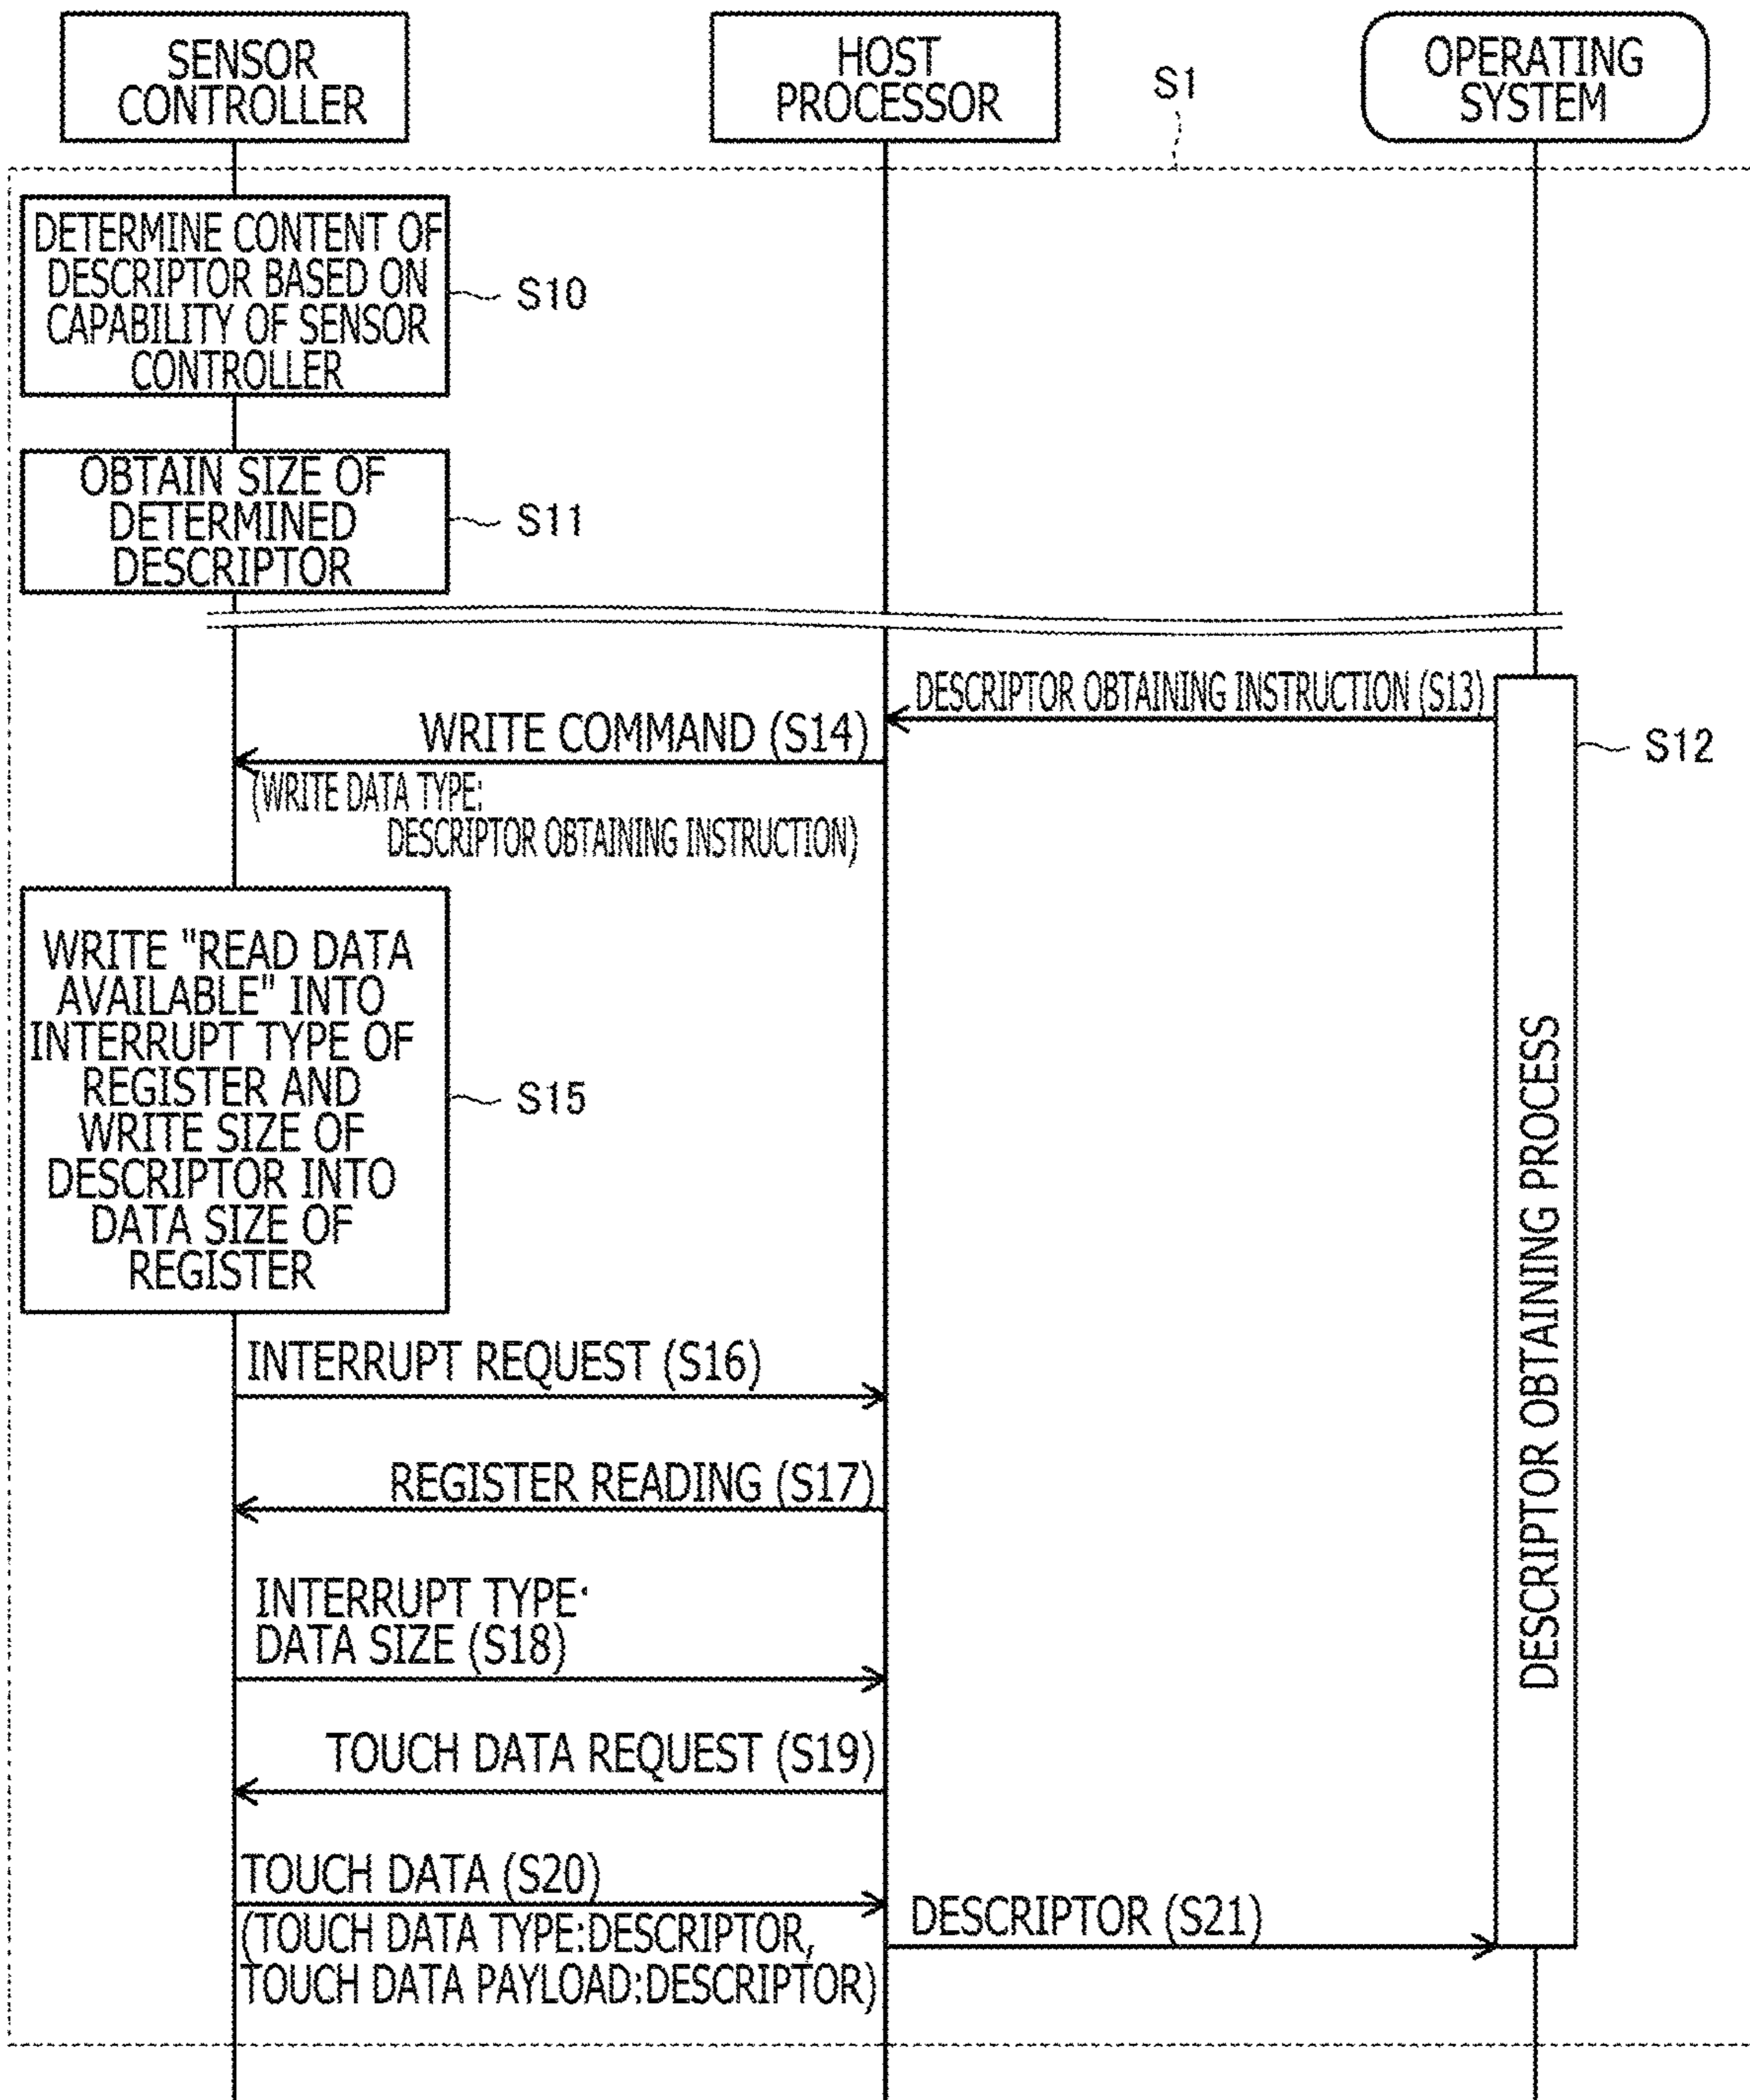 SENSOR
CONTROLLER
HOST
PROCESSOR
S1
OPERATING
SYSTEM
DETERMINE CONTENT OF
DESCRIPTOR BASED ON
CAPABILITY OF SENSOR
CONTROLLER
S10
OBTAIN SIZE OF
DETERMINED
DESCRIPTOR
S11
DESCRIPTOR OBTAINING INSTRUCTION (S13)
WRITE COMMAND (S14)
S12
(WRITE DATA TYPE:
DESCRIPTOR OBTAINING INSTRUCTION)
WRITE "READ DATA
AVAILABLE" INTO
INTERRUPT TYPE OF
REGISTER AND
WRITE SIZE OF
DESCRIPTOR INTO
DATA SIZE OF
REGISTER
S15
DESCRIPTOR OBTAINING PROCESS
INTERRUPT REQUEST (S16)
REGISTER READING (S17)
INTERRUPT TYPE·
DATA SIZE (S18)
TOUCH DATA REQUEST (S19)
TOUCH DATA (S20)
(TOUCH DATA TYPE:DESCRIPTOR,
TOUCH DATA PAYLOAD:DESCRIPTOR)
DESCRIPTOR (S21)